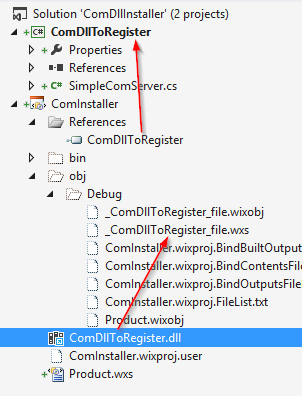 Solution 'ComDllInstaller' (2 projects)
C# ComDllToRegister
Properties
References
C# SimpleComServer.cs
ComInstaller
References
ComDllToRegister
bin
obj
Debug
_ComDllToRegister_file.wixobj
_ComDllToRegister_file.wxs
ComInstaller.wixproj.BindBuiltOutput
ComInstaller.wixproj.BindContentsFile
ComInstaller.wixproj.BindOutputsFile
ComInstaller.wixproj.FileList.txt
Product.wixobj
ComDllToRegister.dll
ComInstaller.wixproj.user
Product.wxs